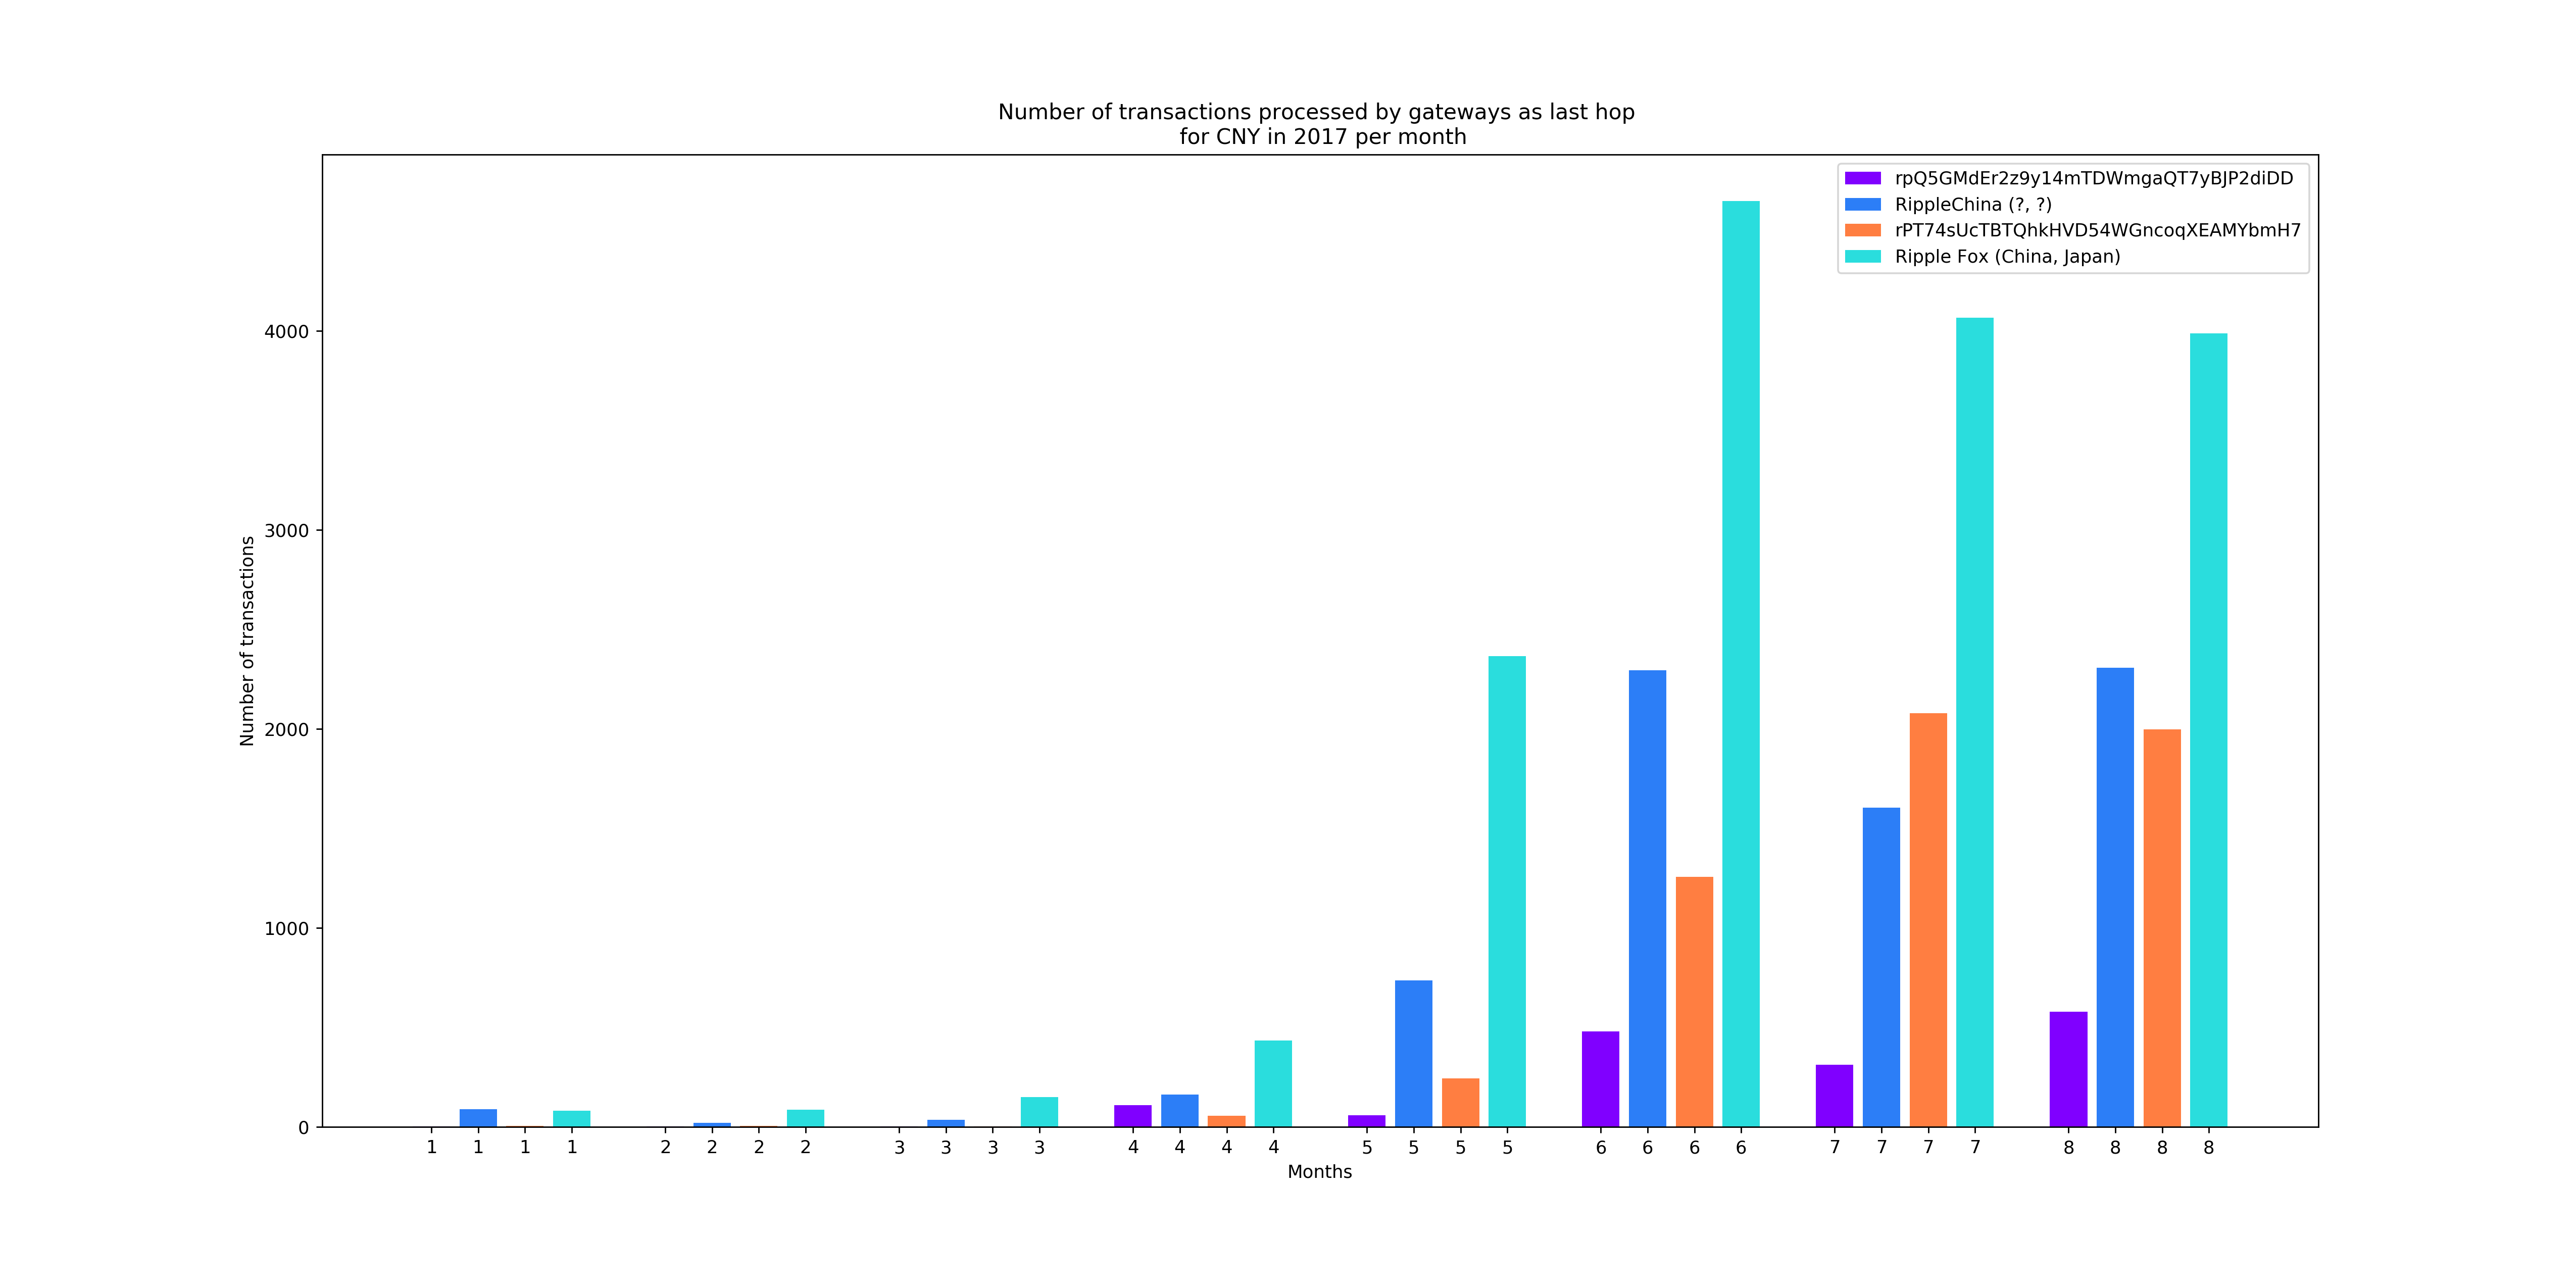 Number of transactions processed by gateways as last hop
for CNY in 2017 per month
rpQ5GMdEr2z9y14mTDWmgaQT7yBJP2diDD
RippleChina (?, ?)
rPT74sUcTBTQhkHVD54WGncoqXEAMYbmH7
Ripple Fox (China, Japan)
Number of transactions
4000
3000
2000
1000
0
1 1 1 1 2 2 2 2 3 3 3 3 4 4 4 4 5 5 5 5 6 6 6 6 7 7 7 7 8 8 8 8
Months